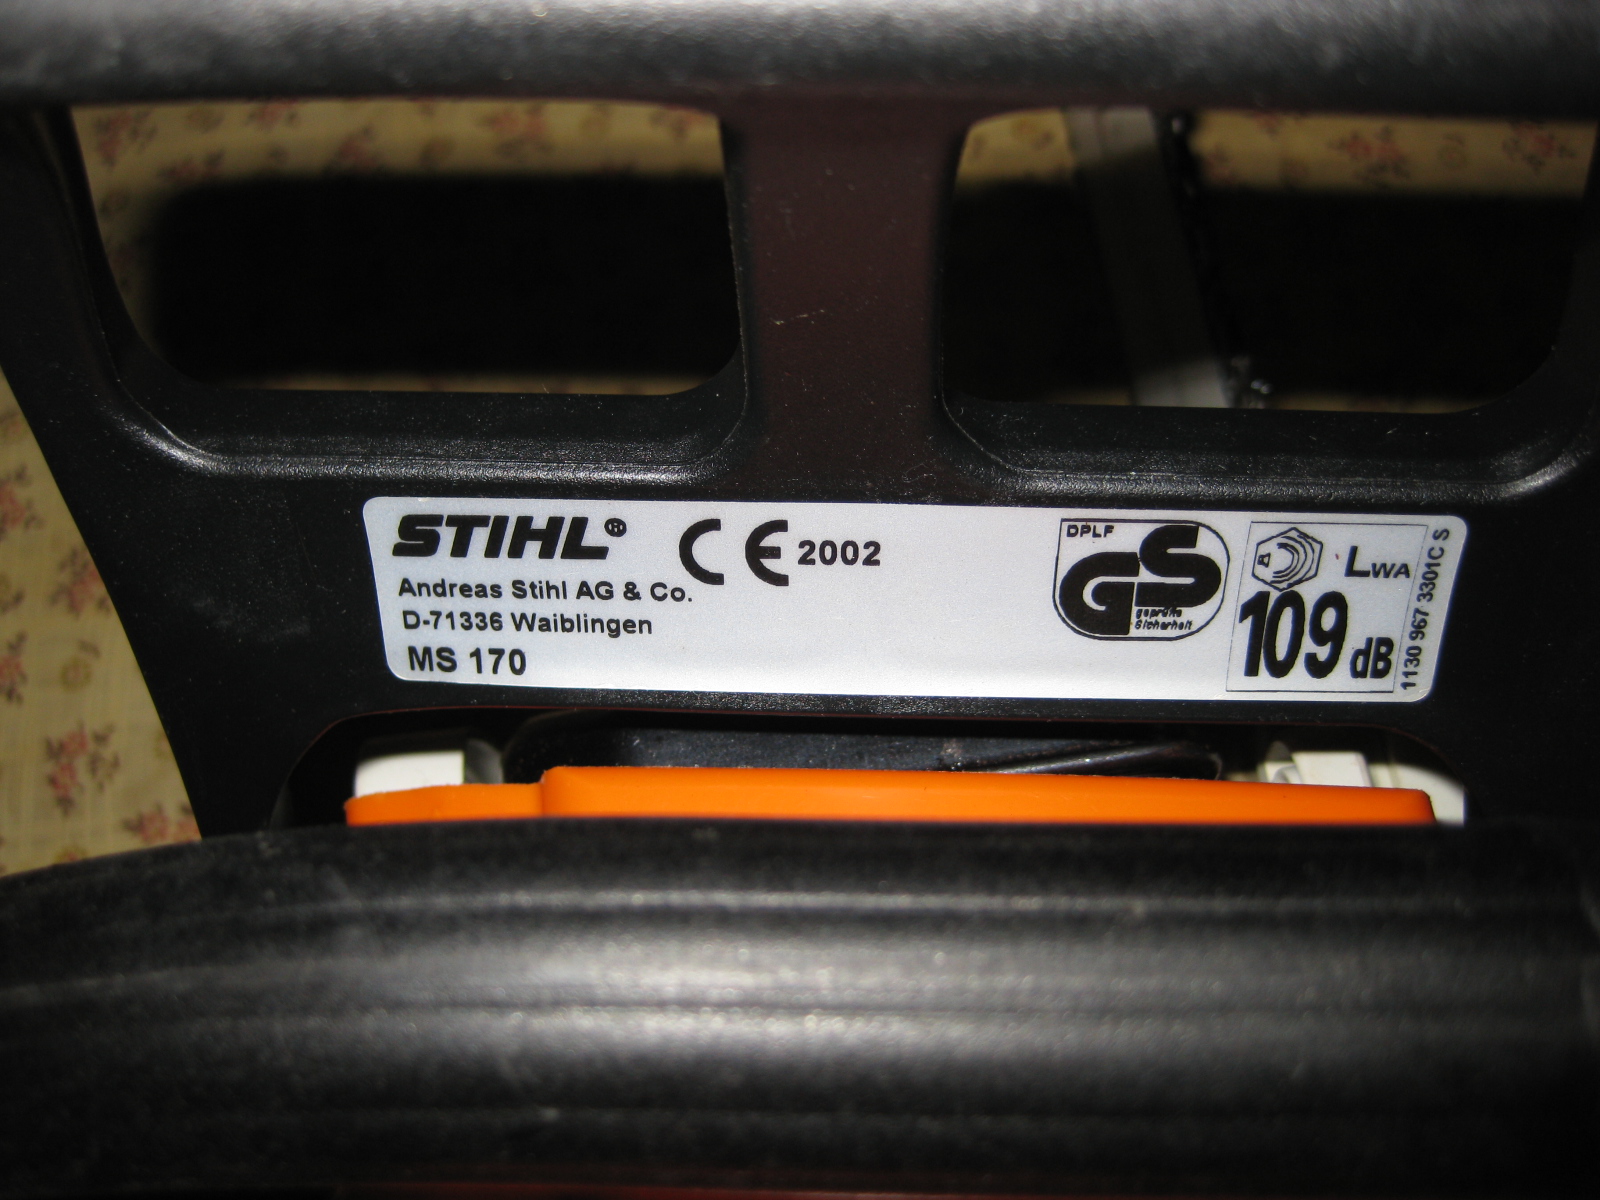 STIHL®
CE 2002
Andreas Stihl AG & Co.
D-71336 Waiblingen
MS 170
DPLF
GS
geprüfte
Sicherheit
LWA
109 dB
1130 967 3301C S